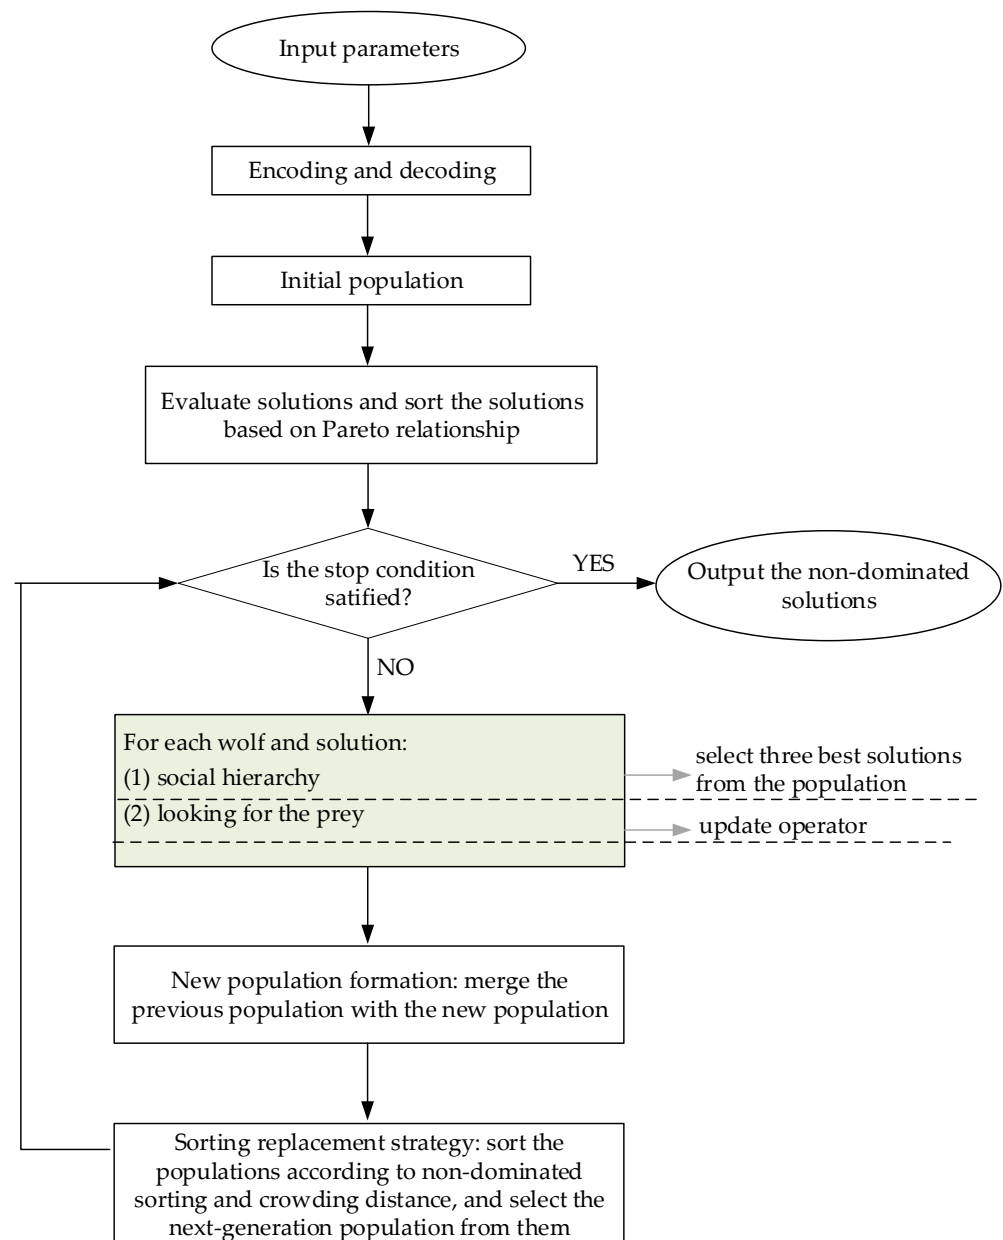 Input parameters
Encoding and decoding
Initial population
Evaluate solutions and sort the solutions
based on Pareto relationship
Is the stop condition
satified?
YES
Output the non-dominated
solutions
NO
For each wolf and solution:
(1) social hierarchy
select three best solutions
from the population
(2) looking for the prey
update operator
New population formation: merge the
previous population with the new population
Sorting replacement strategy: sort the
populations according to non-dominated
sorting and crowding distance, and select the
next-generation population from them